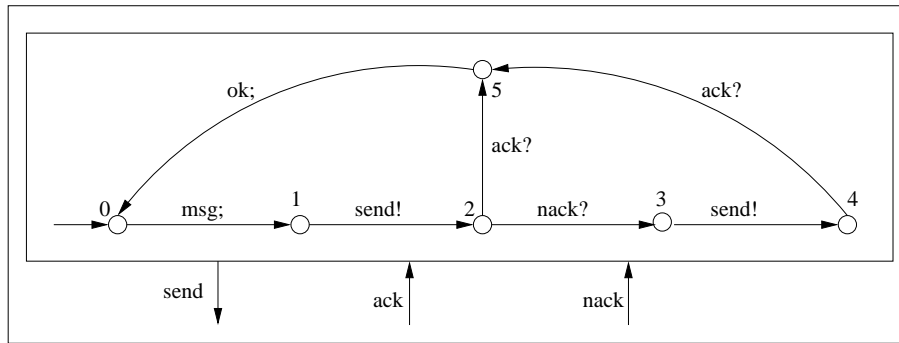 5
ok;
ack?
ack?
0
msg;
1
send!
2
nack?
3
send!
4
send
ack
nack